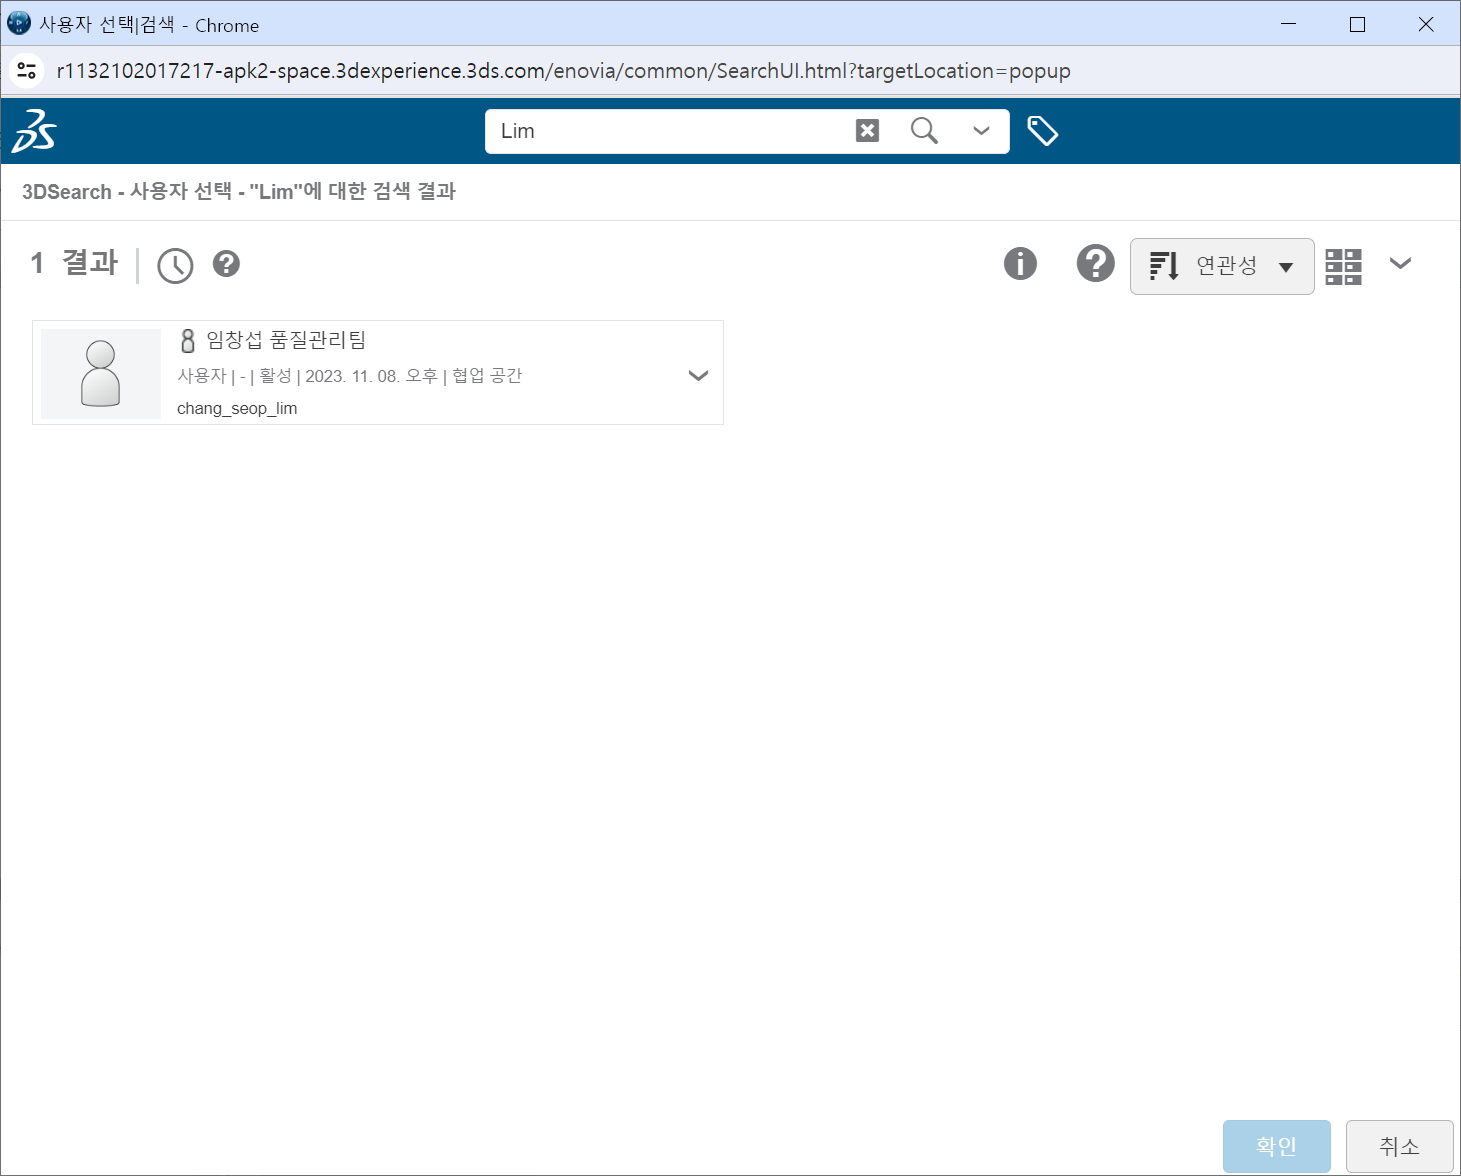 사용자 선택|검색 - Chrome
r1132102017217-apk2-space.3dexperience.3ds.com/enovia/common/SearchUI.html?targetLocation=popup
Lim
3DSearch - 사용자 선택 - "Lim"에 대한 검색 결과
1 결과
연관성
임창섭 품질관리팀
사용자 | - | 활성 | 2023. 11. 08. 오후 | 협업 공간
chang_seop_lim
확인 취소